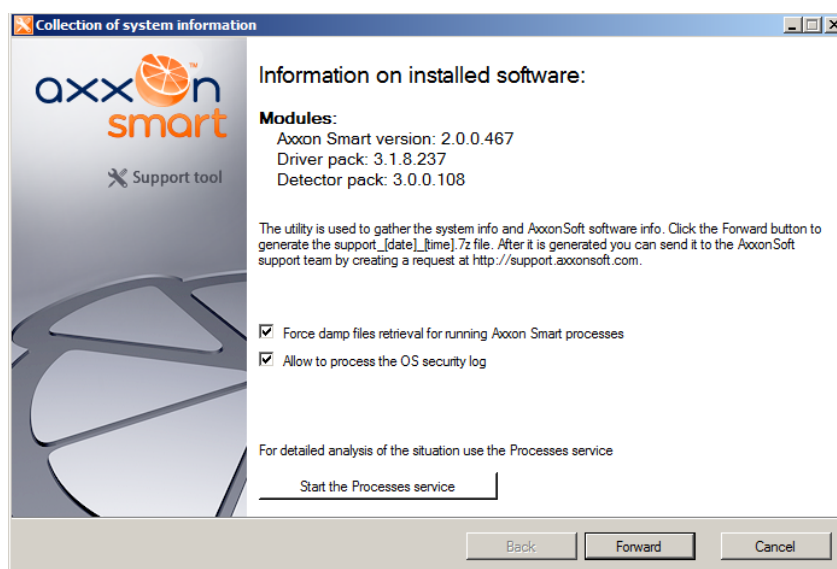 Collection of system information
axxon™
smart
Support tool
Information on installed software:
Modules:
Axxon Smart version: 2.0.0.467
Driver pack: 3.1.8.237
Detector pack: 3.0.0.108
The utility is used to gather the system info and AxxonSoft software info. Click the Forward button to
generate the support_[date]_[time].7z file. After it is generated you can send it to the AxxonSoft
support team by creating a request at http://support.axxonsoft.com.
Force damp files retrieval for running Axxon Smart processes
Allow to process the OS security log
For detailed analysis of the situation use the Processes service
Start the Processes service
Back
Forward
Cancel